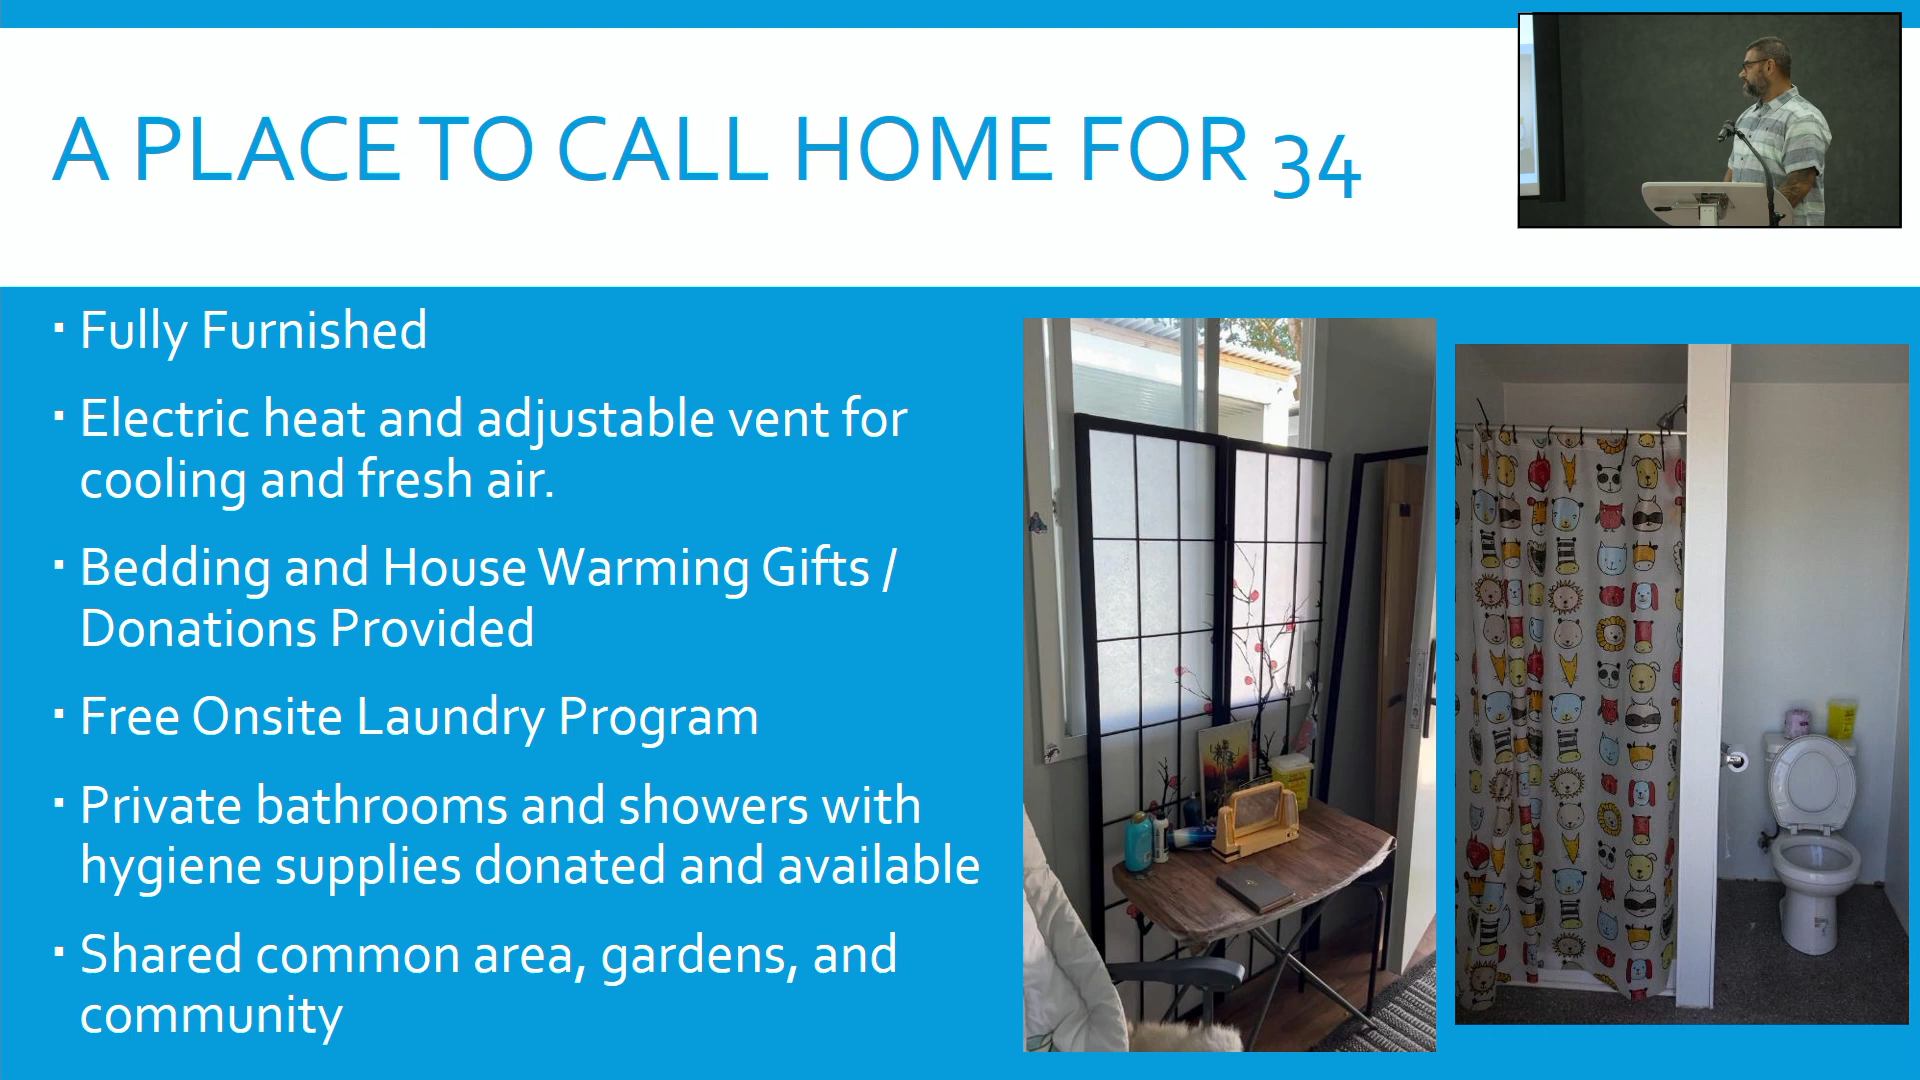 A PLACE TO CALL HOME FOR 34
▪ Fully Furnished
▪ Electric heat and adjustable vent for
cooling and fresh air.
▪ Bedding and House Warming Gifts /
Donations Provided
▪ Free Onsite Laundry Program
▪ Private bathrooms and showers with
hygiene supplies donated and available
▪ Shared common area, gardens, and
community